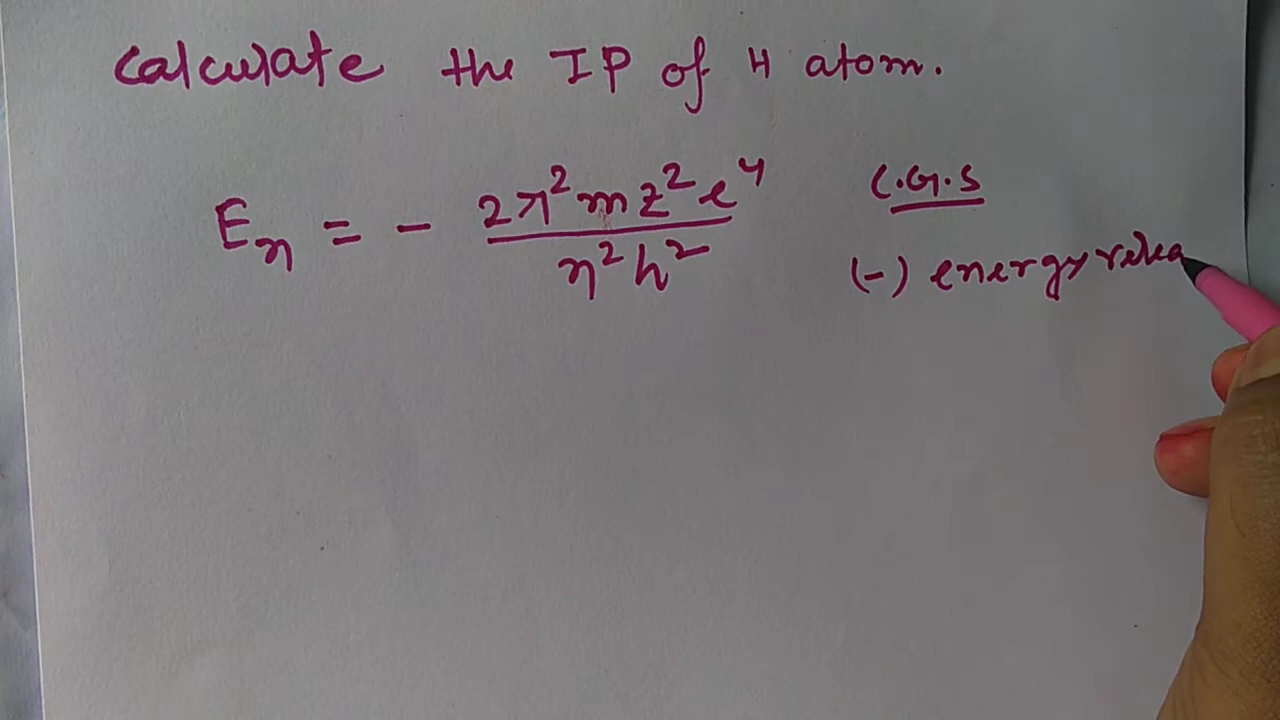 Calculate the IP of H atom.
Eₙ = - 2π²mz²e⁴ / n²h²
C.G.S
(-) energy relea